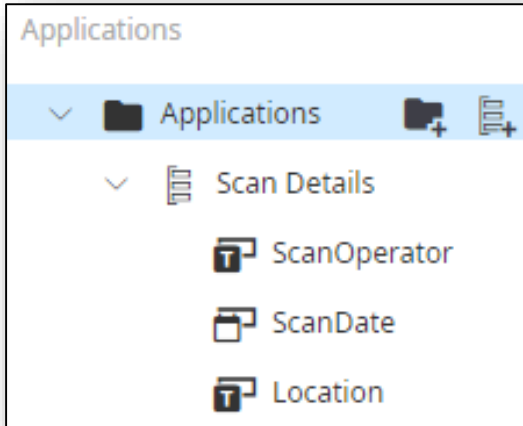 Applications
Applications
Scan Details
ScanOperator
ScanDate
Location